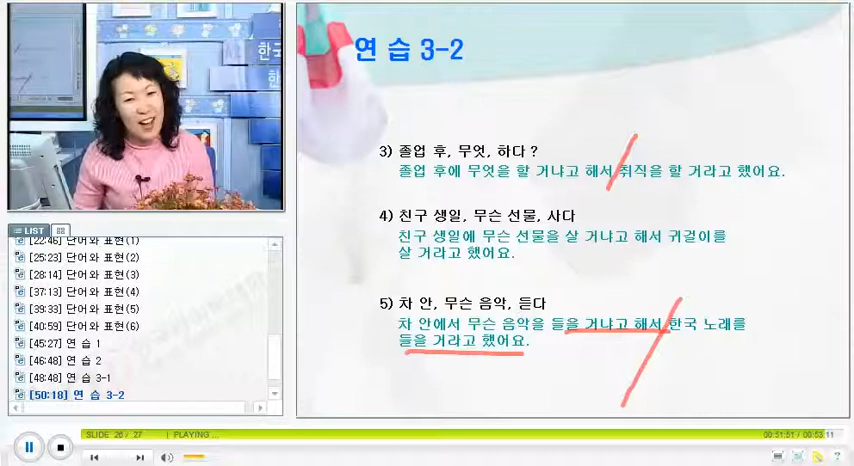 연 습 3-2
3) 졸업 후, 무엇, 하다 ?
졸업 후에 무엇을 할 거냐고 해서 취직을 할 거라고 했어요.
4) 친구 생일, 무슨 선물, 사다
친구 생일에 무슨 선물을 살 거냐고 해서 귀걸이를
살 거라고 했어요.
5) 차 안, 무슨 음악, 듣다
차 안에서 무슨 음악을 들을 거냐고 해서 한국 노래를
들을 거라고 했어요.
LIST
[22:46] 단어와 표현(1)
[25:23] 단어와 표현(2)
[28:14] 단어와 표현(3)
[37:13] 단어와 표현(4)
[39:33] 단어와 표현(5)
[40:59] 단어와 표현(6)
[45:27] 연 습 1
[46:48] 연 습 2
[48:48] 연 습 3-1
[50:18] 연 습 3-2
SLIDE 26 / 27 | PLAYING ...
00:51:51 / 00:53:11